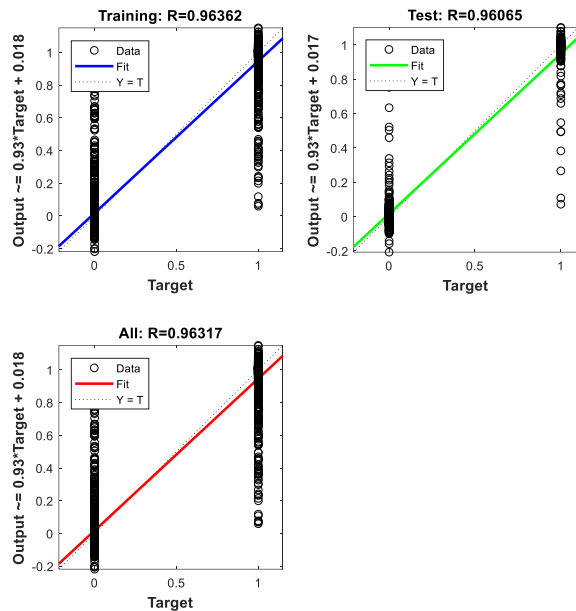 Training: R=0.96362
Output ~= 0.93*Target + 0.018
1
0.8
0.6
0.4
0.2
0
-0.2
Data
Fit
Y = T
0
0.5
1
Target
Test: R=0.96065
Output ~= 0.93*Target + 0.017
1
0.8
0.6
0.4
0.2
0
-0.2
Data
Fit
Y = T
0
0.5
1
Target
All: R=0.96317
Output ~= 0.93*Target + 0.018
1
0.8
0.6
0.4
0.2
0
-0.2
Data
Fit
Y = T
0
0.5
1
Target